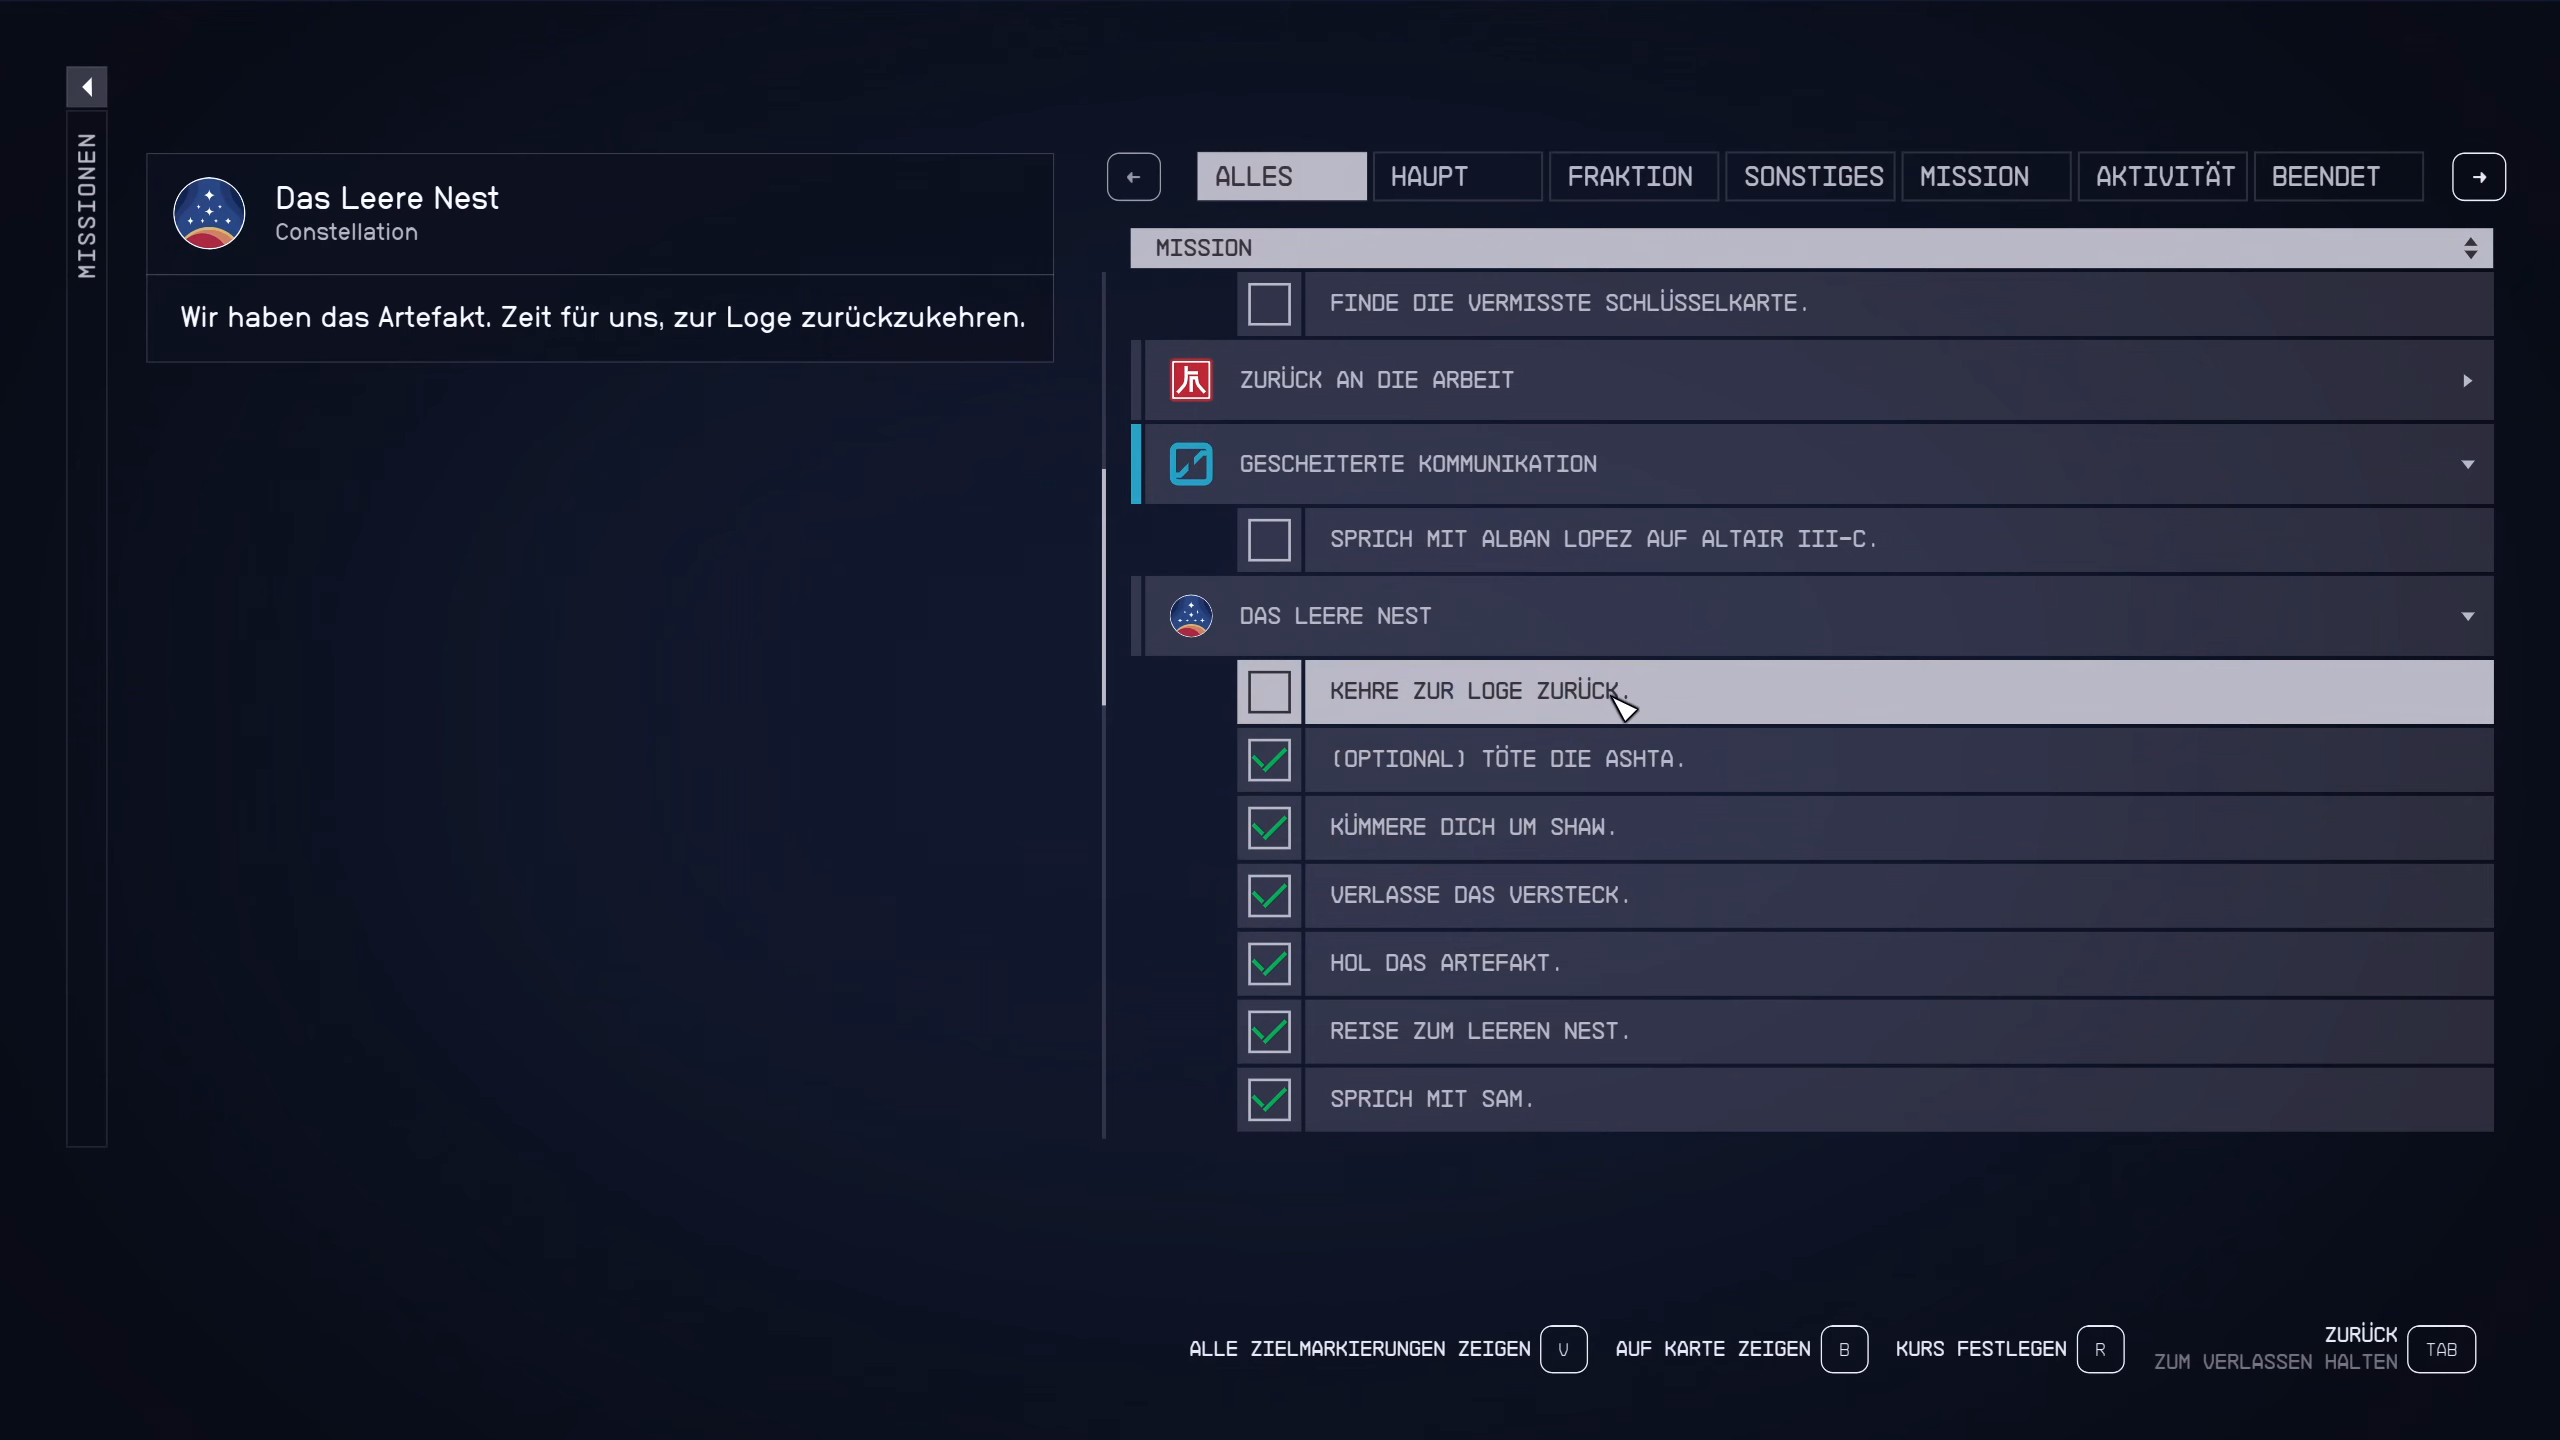 MISSIONEN
Das Leere Nest
Constellation
Wir haben das Artefakt. Zeit für uns, zur Loge zurückzukehren.
ALLES
HAUPT
FRAKTION
SONSTIGES
MISSION
AKTIVITÄT
BEENDET
MISSION
FINDE DIE VERMISSTE SCHLÜSSELKARTE.
ZURÜCK AN DIE ARBEIT
GESCHEITERTE KOMMUNIKATION
SPRICH MIT ALBAN LOPEZ AUF ALTAIR III-C.
DAS LEERE NEST
KEHRE ZUR LOGE ZURÜCK.
(OPTIONAL) TÖTE DIE ASHTA.
KÜMMERE DICH UM SHAW.
VERLASSE DAS VERSTECK.
HOL DAS ARTEFAKT.
REISE ZUM LEEREN NEST.
SPRICH MIT SAM.
ALLE ZIELMARKIERUNGEN ZEIGEN V
AUF KARTE ZEIGEN B
KURS FESTLEGEN R
ZURÜCK
ZUM VERLASSEN HALTEN
TAB